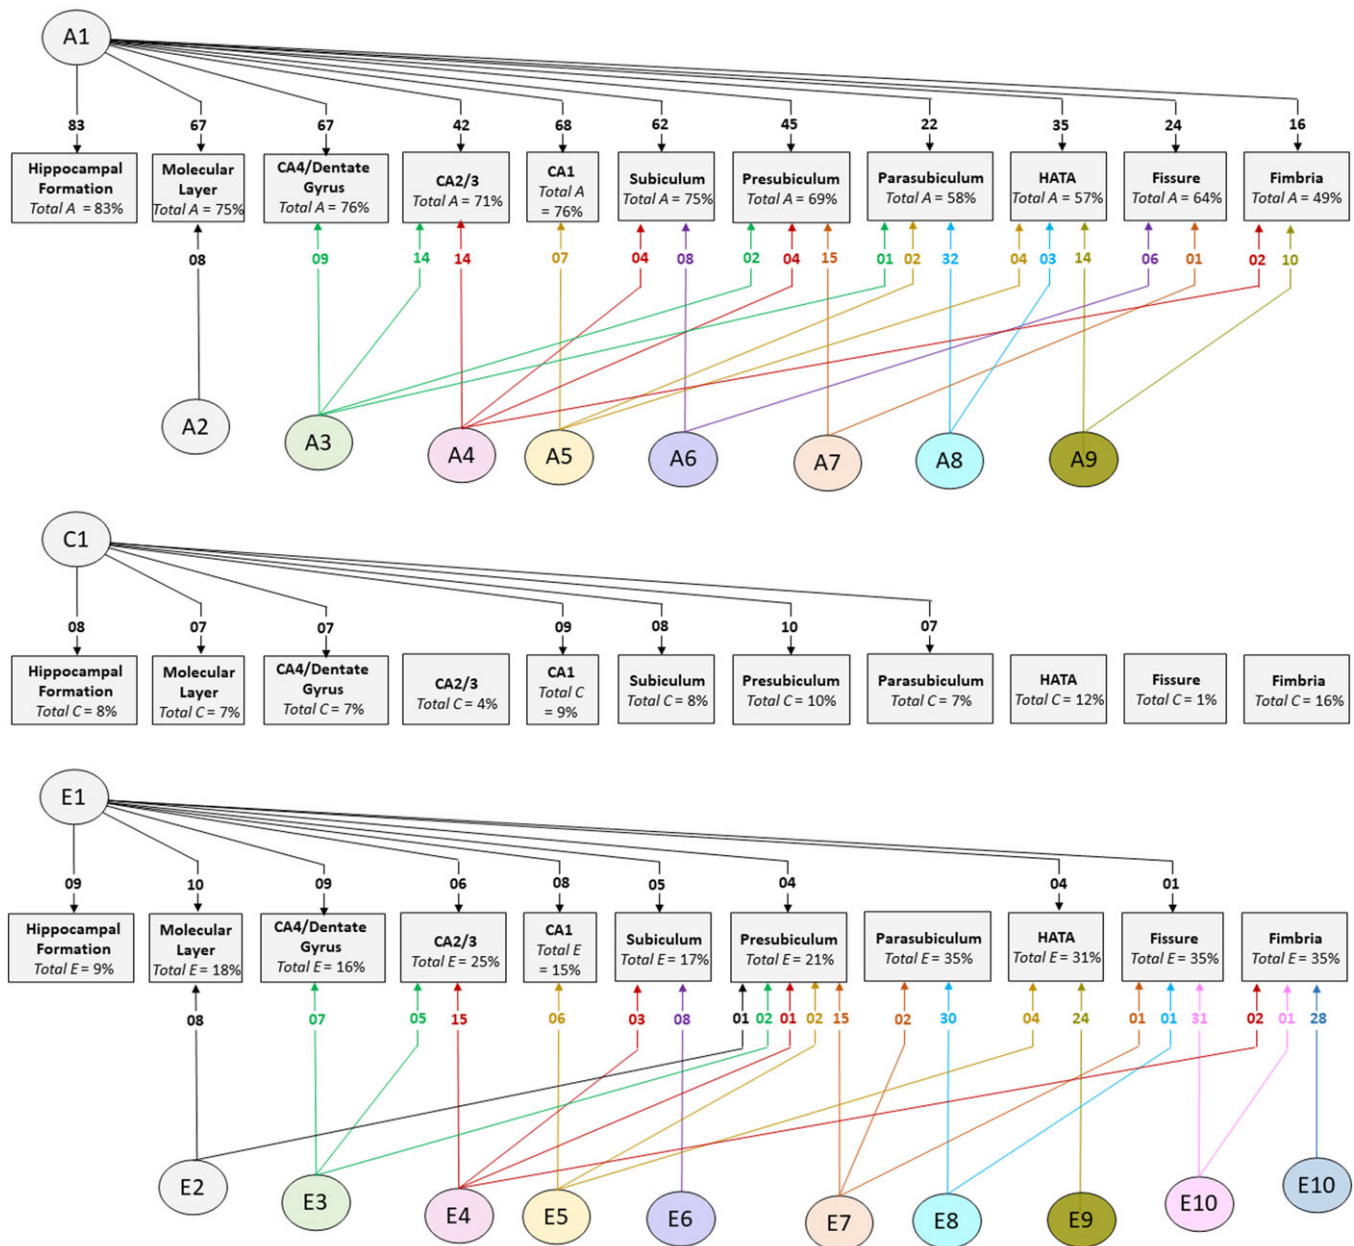 A1
83 67 67 42 68 62 45 22 35 24 16
Hippocampal Formation Total A = 83%
Molecular Layer Total A = 75%
CA4/Dentate Gyrus Total A = 76%
CA2/3 Total A = 71%
CA1 Total A = 76%
Subiculum Total A = 75%
Presubiculum Total A = 69%
Parasubiculum Total A = 58%
HATA Total A = 57%
Fissure Total A = 64%
Fimbria Total A = 49%
08 09 14 14 07 04 08 02 04 15 01 02 32 04 03 14 06 01 02 10
A2 A3 A4 A5 A6 A7 A8 A9
C1
08 07 07 09 08 10 07
Hippocampal Formation Total C = 8%
Molecular Layer Total C = 7%
CA4/Dentate Gyrus Total C = 7%
CA2/3 Total C = 4%
CA1 Total C = 9%
Subiculum Total C = 8%
Presubiculum Total C = 10%
Parasubiculum Total C = 7%
HATA Total C = 12%
Fissure Total C = 1%
Fimbria Total C = 16%
E1
09 10 09 06 08 05 04 04 01
Hippocampal Formation Total E = 9%
Molecular Layer Total E = 18%
CA4/Dentate Gyrus Total E = 16%
CA2/3 Total E = 25%
CA1 Total E = 15%
Subiculum Total E = 17%
Presubiculum Total E = 21%
Parasubiculum Total E = 35%
HATA Total E = 31%
Fissure Total E = 35%
Fimbria Total E = 35%
08 07 05 15 06 03 08 01 02 01 02 15 02 30 04 24 01 01 31 02 01 28
E2 E3 E4 E5 E6 E7 E8 E9 E10 E10